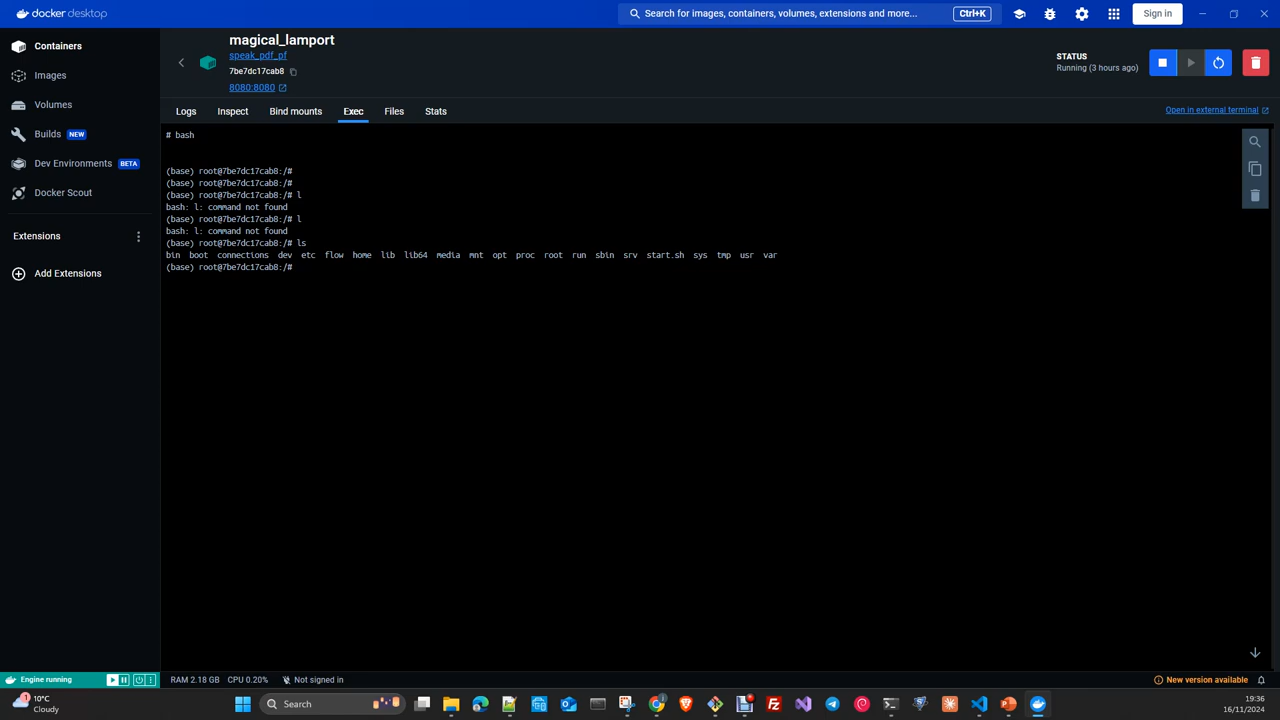 docker desktop
Search for images, containers, volumes, extensions and more...
Ctrl+K
Sign in
Containers
Images
Volumes
Builds NEW
Dev Environments BETA
Docker Scout
Extensions
Add Extensions
magical_lamport
speak_pdf_pf
7be7dc17cab8
8080:8080
STATUS
Running (3 hours ago)
Logs Inspect Bind mounts Exec Files Stats
Open in external terminal
# bash
(base) root@7be7dc17cab8:/#
(base) root@7be7dc17cab8:/#
(base) root@7be7dc17cab8:/# l
bash: l: command not found
(base) root@7be7dc17cab8:/# l
bash: l: command not found
(base) root@7be7dc17cab8:/# ls
bin boot connections dev etc flow home lib lib64 media mnt opt proc root run sbin srv start.sh sys tmp usr var
(base) root@7be7dc17cab8:/#
Engine running
RAM 2.18 GB CPU 0.20% Not signed in
New version available
1
10°C
Cloudy
Search
19:36
16/11/2024